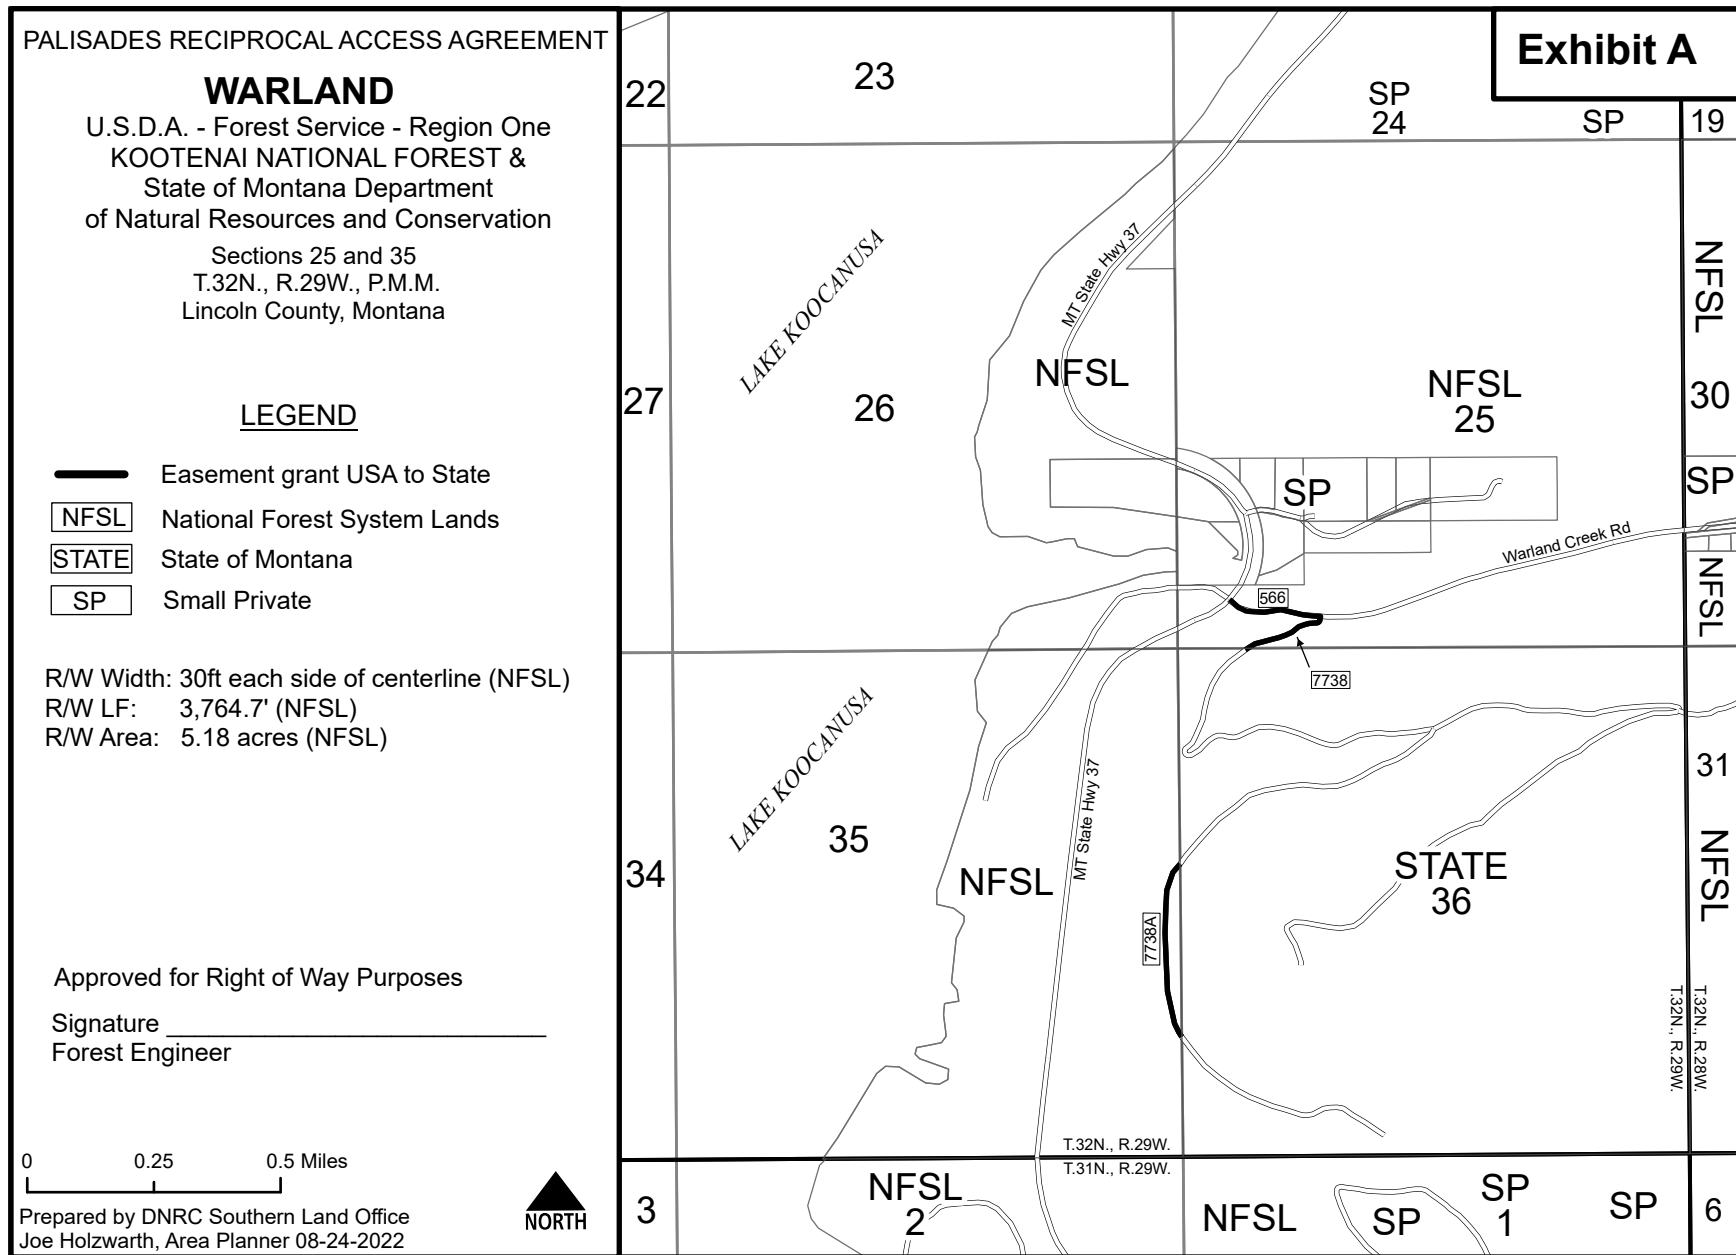 PALISADES RECIPROCAL ACCESS AGREEMENT
WARLAND
U.S.D.A. - Forest Service - Region One
KOOTENAI NATIONAL FOREST &
State of Montana Department
of Natural Resources and Conservation
Sections 25 and 35
T.32N., R.29W., P.M.M.
Lincoln County, Montana
LEGEND
Easement grant USA to State
NFSL National Forest System Lands
STATE State of Montana
SP Small Private
R/W Width: 30ft each side of centerline (NFSL)
R/W LF: 3,764.7' (NFSL)
R/W Area: 5.18 acres (NFSL)
Approved for Right of Way Purposes
Signature ____________________________
Forest Engineer
0 0.25 0.5 Miles
Prepared by DNRC Southern Land Office
Joe Holzwarth, Area Planner 08-24-2022
NORTH
Exhibit A
22
23
SP
24
SP
19
LAKE KOOCANUSA
MT State Hwy 37
NFSL
27
26
NFSL
NFSL
25
30
SP
SP
Warland Creek Rd
NFSL
566
7738
LAKE KOOCANUSA
MT State Hwy 37
31
34
35
NFSL
STATE
36
NFSL
7738A
T.32N., R.29W.
T.32N., R.28W.
T.32N., R.29W.
T.31N., R.29W.
3
NFSL
2
NFSL
SP
SP
1
SP
6